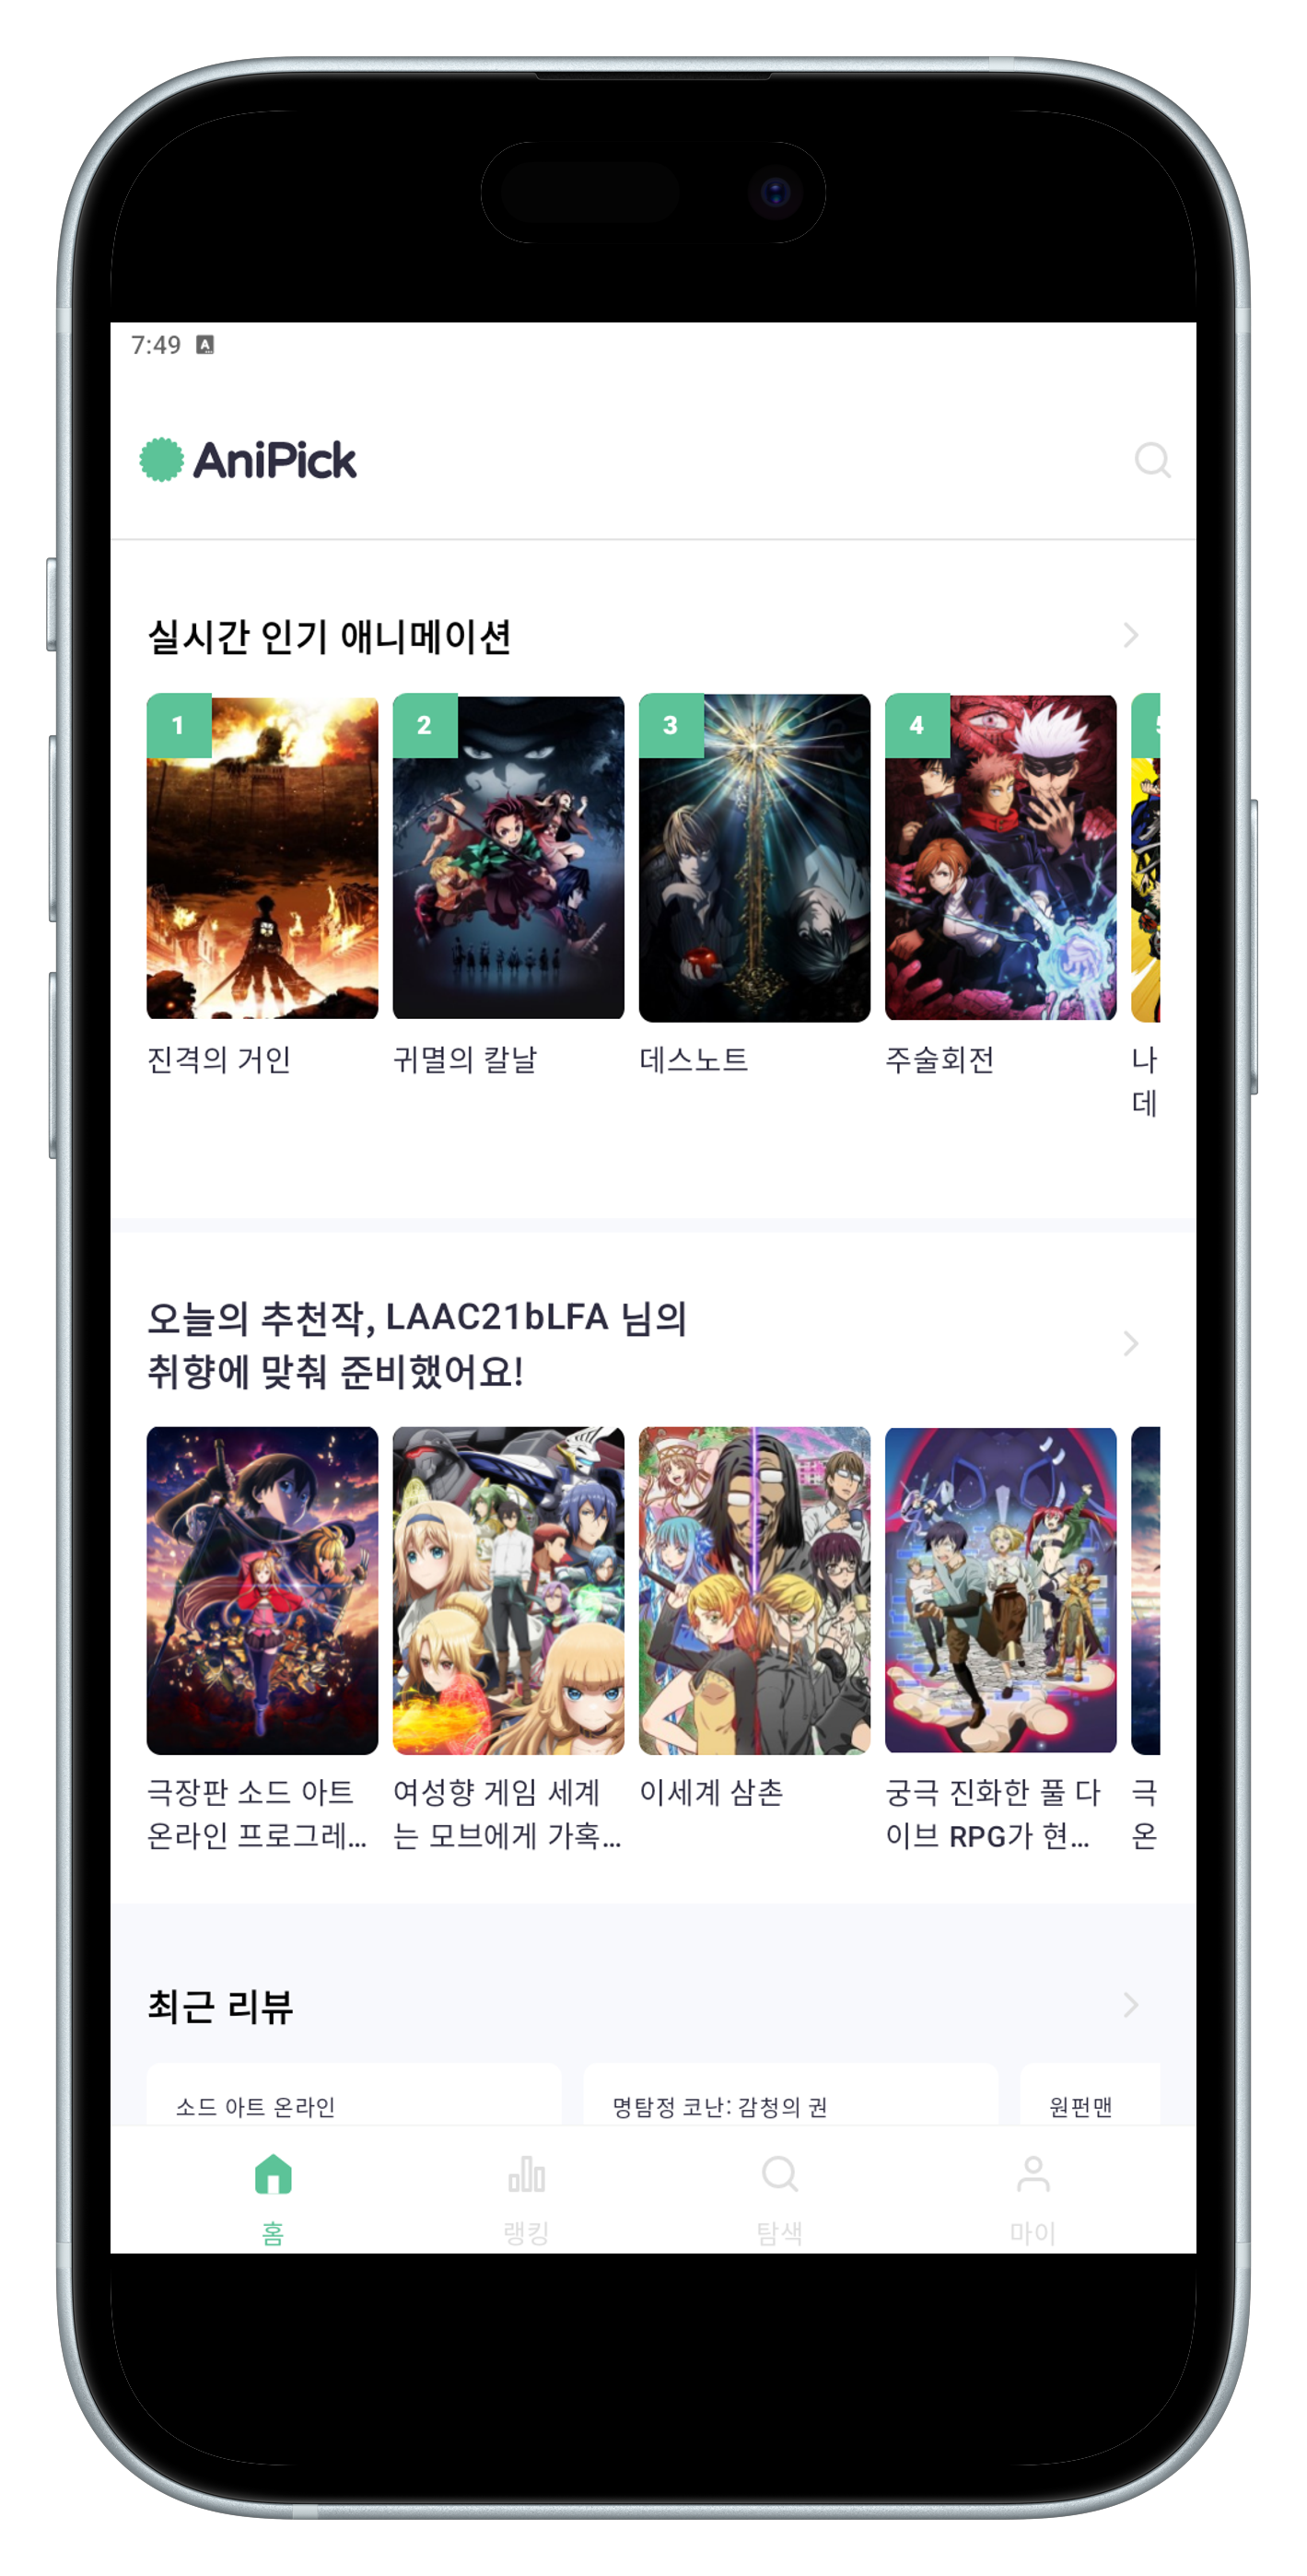 7:49
AniPick
실시간 인기 애니메이션
1
2
3
4
진격의 거인
귀멸의 칼날
데스노트
주술회전
나
데
오늘의 추천작, LAAC21bLFA 님의
취향에 맞춰 준비했어요!
극장판 소드 아트
온라인 프로그레...
여성향 게임 세계
는 모브에게 가혹...
이세계 삼촌
궁극 진화한 풀 다
이브 RPG가 현...
극
온
최근 리뷰
소드 아트 온라인
명탐정 코난: 감청의 권
원펀맨
홈
랭킹
탐색
마이